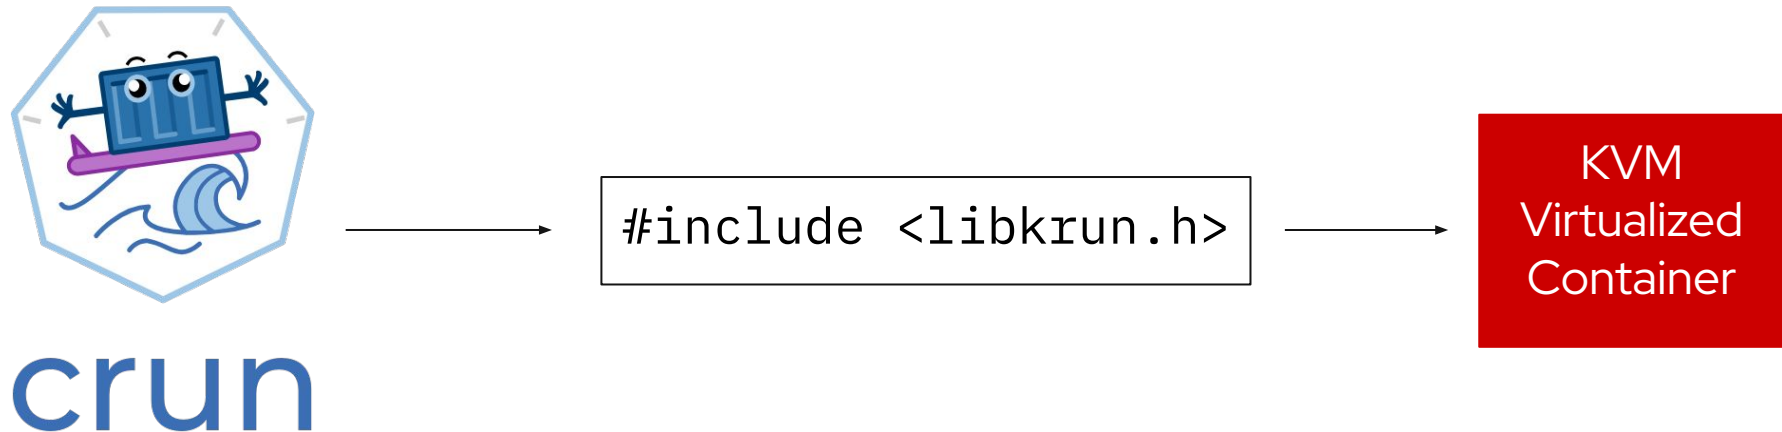 crun
#include <libkrun.h>
KVM
Virtualized
Container